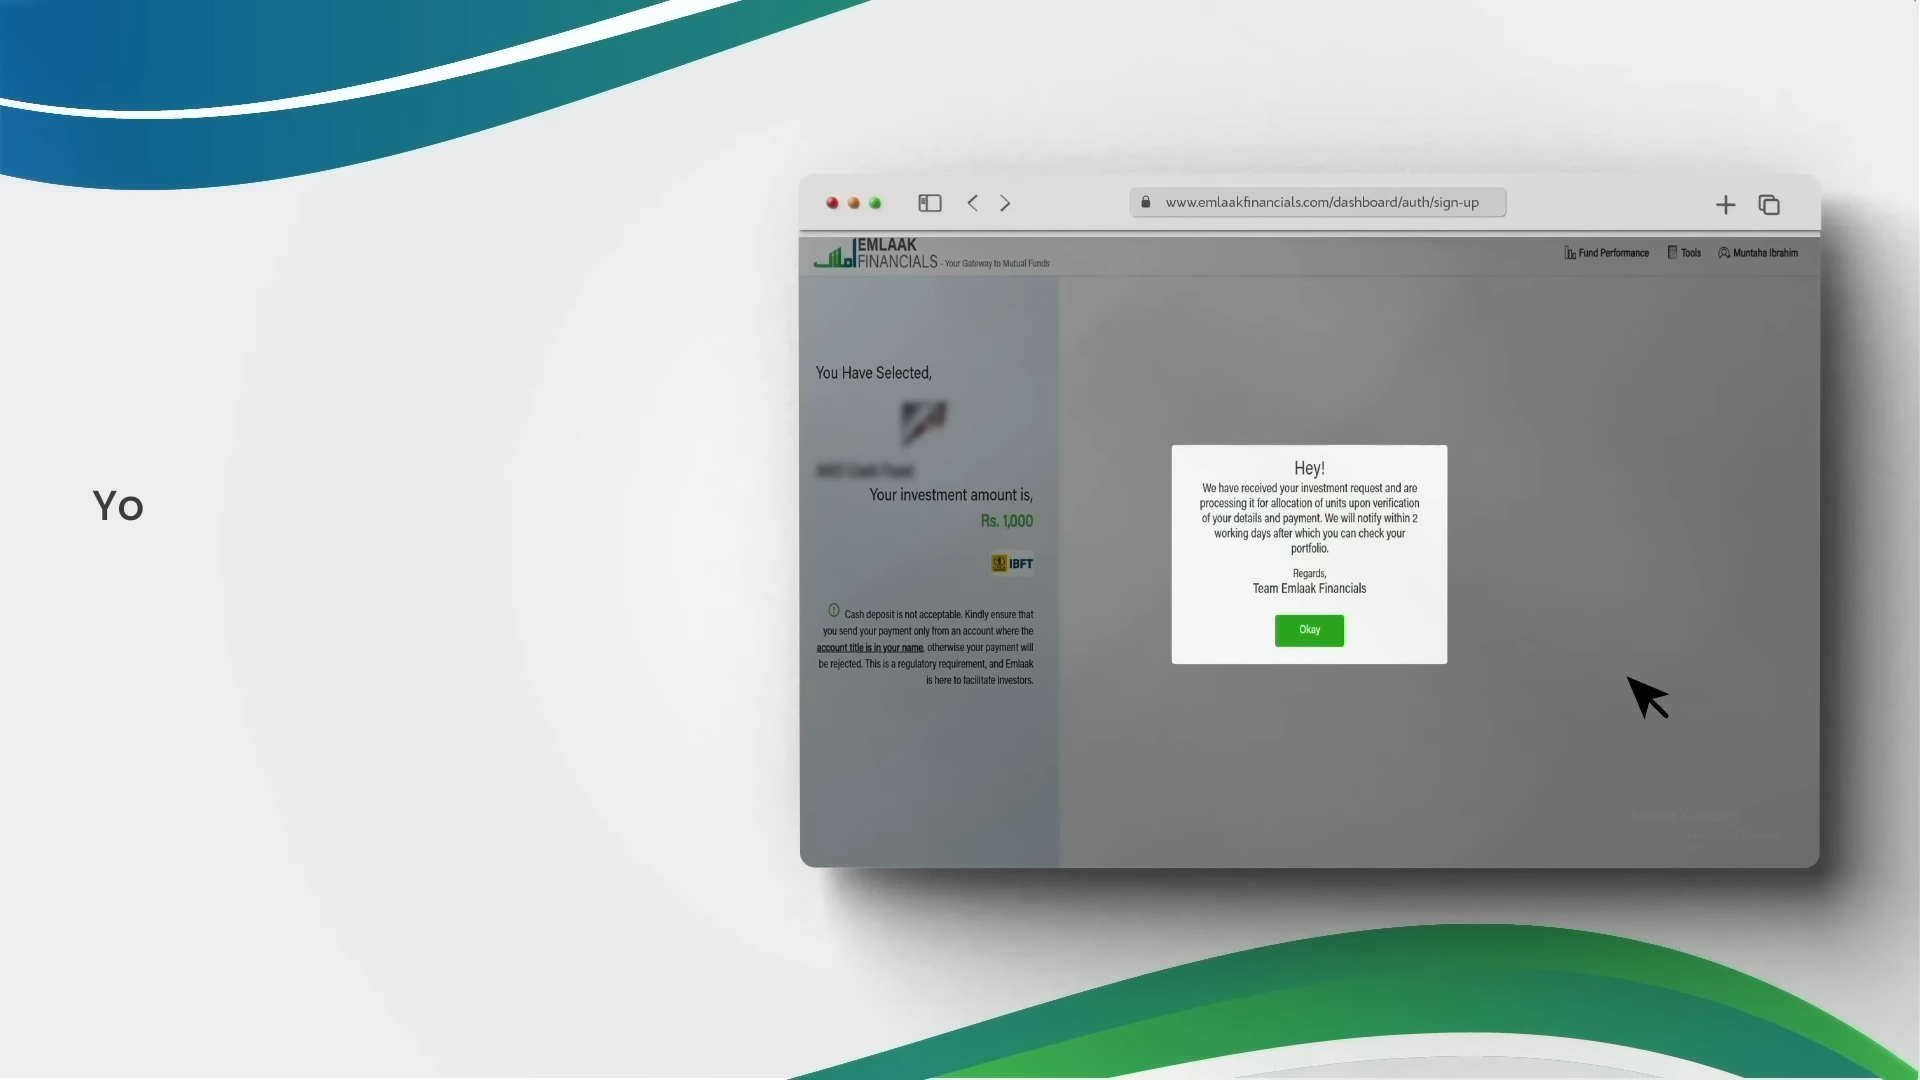 Yo
www.emlaakfinancials.com/dashboard/auth/sign-up
EMLAAK
FINANCIALS - Your Gateway to Mutual Funds
Fund Performance
Tools
Muntaha Ibrahim
You Have Selected,
Your investment amount is,
Rs. 1,000
IBFT
Cash deposit is not acceptable. Kindly ensure that
you send your payment only from an account where the
account title is in your name, otherwise your payment will
be rejected. This is a regulatory requirement, and Emlaak
is here to facilitate investors.
Hey!
We have received your investment request and are
processing it for allocation of units upon verification
of your details and payment. We will notify within 2
working days after which you can check your
portfolio.
Regards,
Team Emlaak Financials
Okay